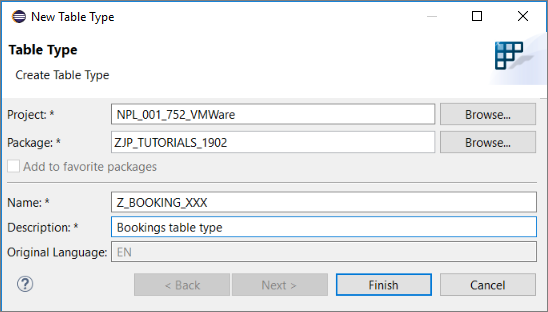 New Table Type
Table Type
Create Table Type
Project: * NPL_001_752_VMWare Browse...
Package: * ZJP_TUTORIALS_1902 Browse...
Add to favorite packages
Name: * Z_BOOKING_XXX
Description: * Bookings table type
Original Language: EN
? < Back Next > Finish Cancel